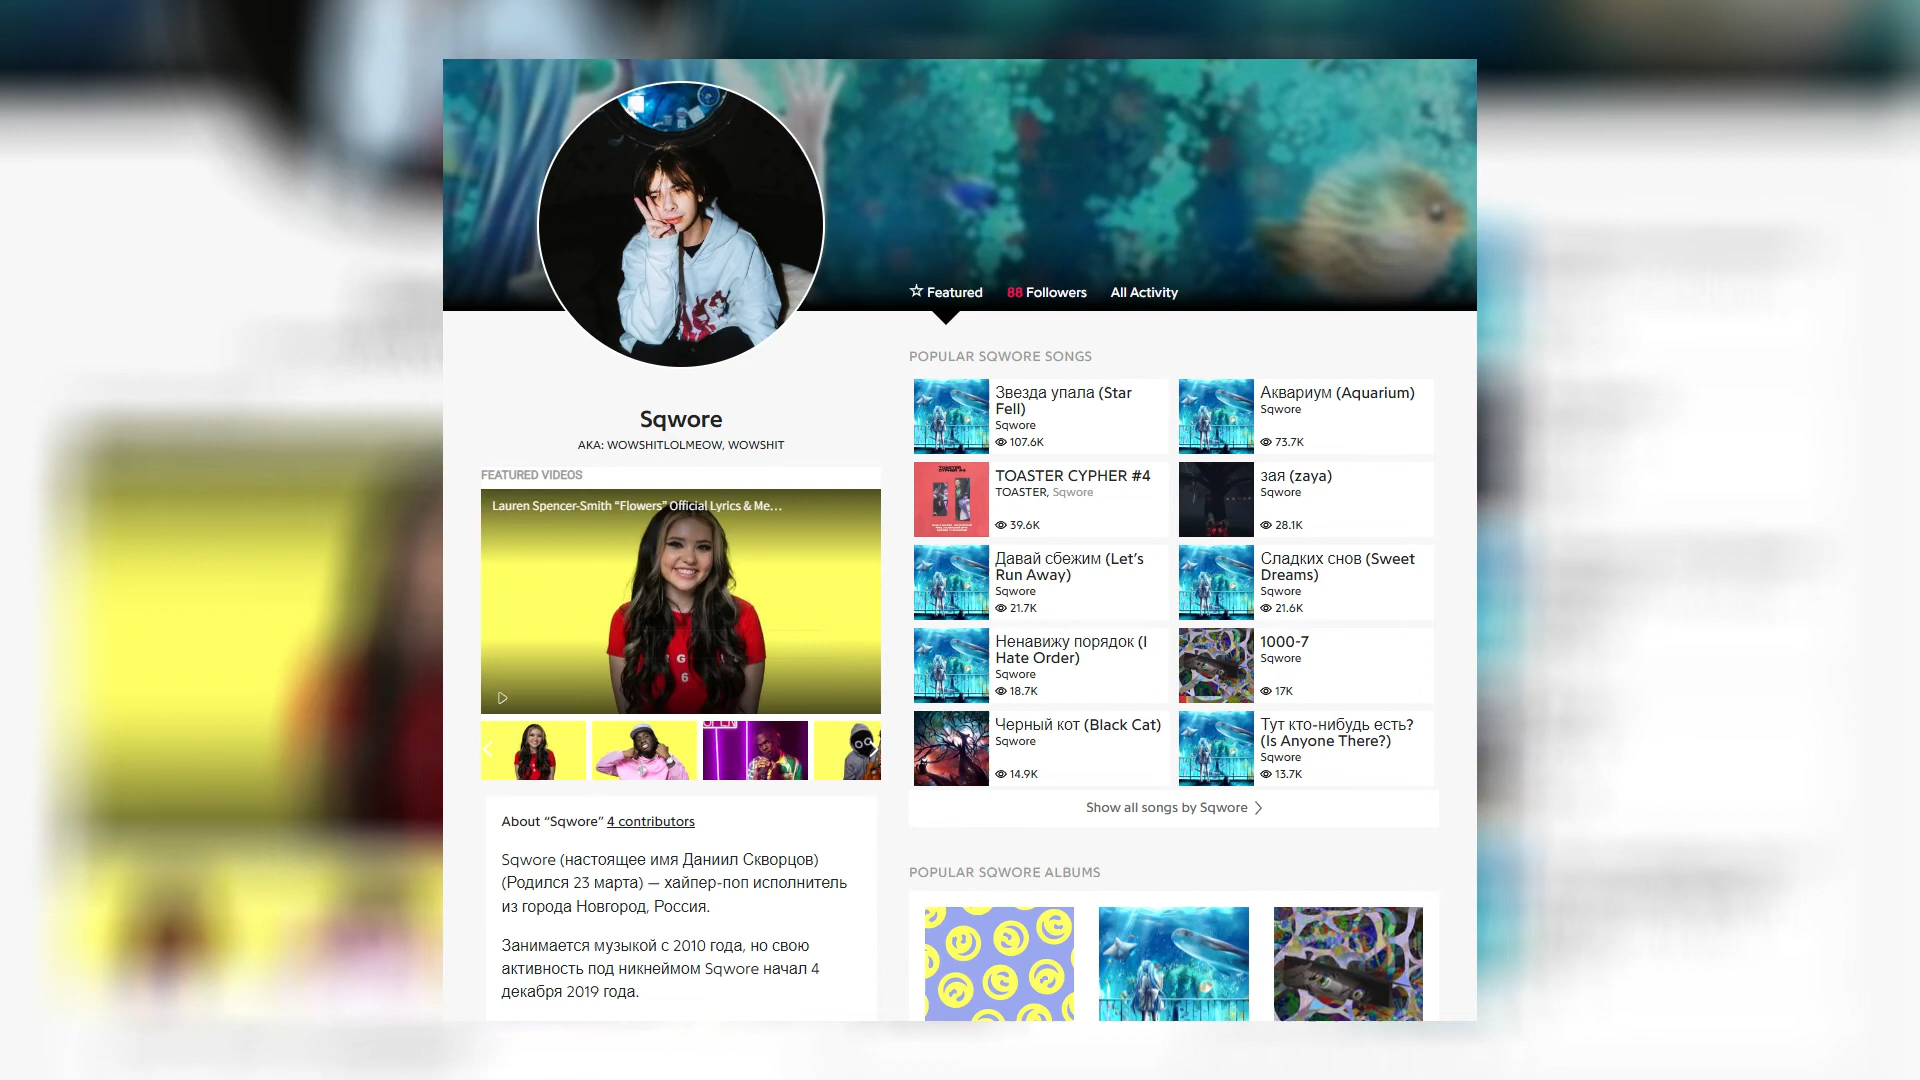 Featured
88 Followers
All Activity
Sqwore
AKA: WOWSHITLOLMEOW, WOWSHIT
FEATURED VIDEOS
Lauren Spencer-Smith “Flowers” Official Lyrics & Me…
R G
6
About “Sqwore” 4 contributors
Sqwore (настоящее имя Даниил Скворцов)
(Родился 23 марта) — хайпер-поп исполнитель
из города Новгород, Россия.
Занимается музыкой с 2010 года, но свою
активность под никнеймом Sqwore начал 4
декабря 2019 года.
POPULAR SQWORE SONGS
Звезда упала (Star
Fell)
Sqwore
107.6K
Аквариум (Aquarium)
Sqwore
73.7K
TOASTER CYPHER #4
TOASTER, Sqwore
39.6K
зая (zaya)
Sqwore
28.1K
Давай сбежим (Let’s
Run Away)
Sqwore
21.7K
Сладких снов (Sweet
Dreams)
Sqwore
21.6K
Ненавижу порядок (I
Hate Order)
Sqwore
18.7K
1000-7
Sqwore
17K
Черный кот (Black Cat)
Sqwore
14.9K
Тут кто-нибудь есть?
(Is Anyone There?)
Sqwore
13.7K
Show all songs by Sqwore
POPULAR SQWORE ALBUMS